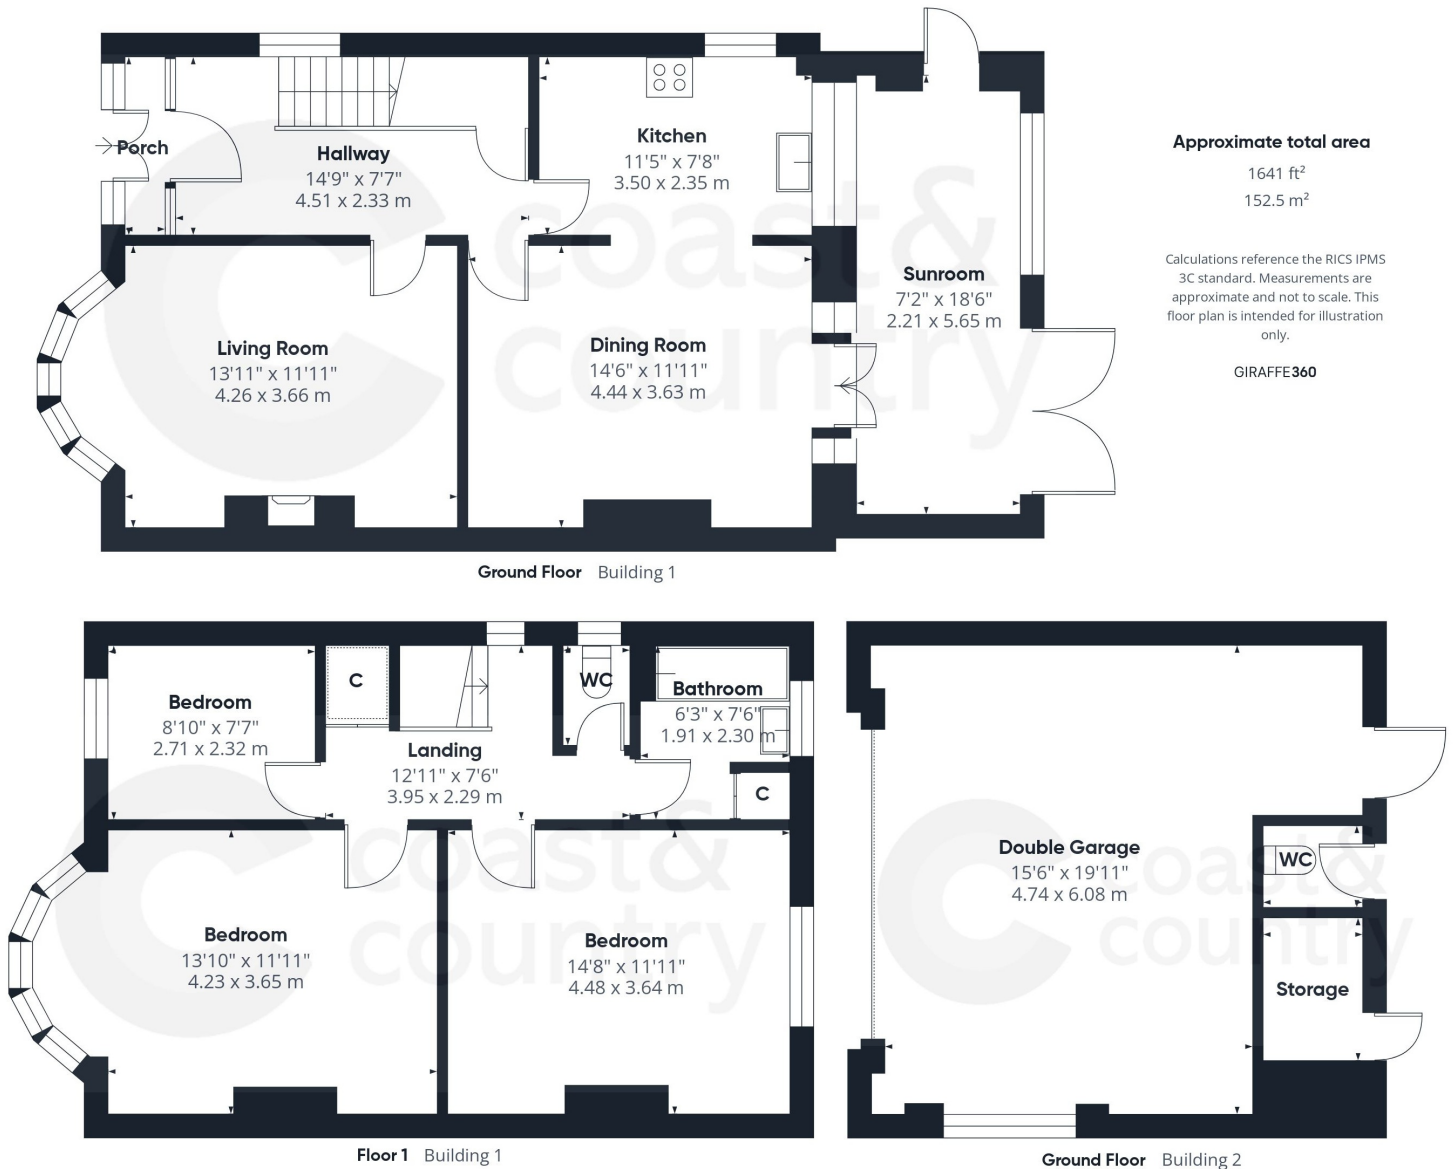 Porch
Hallway
14'9" x 7'7"
4.51 x 2.33 m
Kitchen
11'5" x 7'8"
3.50 x 2.35 m
Sunroom
7'2" x 18'6"
2.21 x 5.65 m
Living Room
13'11" x 11'11"
4.26 x 3.66 m
Dining Room
14'6" x 11'11"
4.44 x 3.63 m
coast &
country
Ground Floor Building 1
Approximate total area
1641 ft²
152.5 m²
Calculations reference the RICS IPMS
3C standard. Measurements are
approximate and not to scale. This
floor plan is intended for illustration
only.
GIRAFFE360
Bedroom
8'10" x 7'7"
2.71 x 2.32 m
C
Landing
12'11" x 7'6"
3.95 x 2.29 m
WC
Bathroom
6'3" x 7'6"
1.91 x 2.30 m
C
Bedroom
13'10" x 11'11"
4.23 x 3.65 m
Bedroom
14'8" x 11'11"
4.48 x 3.64 m
coast &
country
Floor 1 Building 1
Double Garage
15'6" x 19'11"
4.74 x 6.08 m
WC
Storage
coast &
country
Ground Floor Building 2